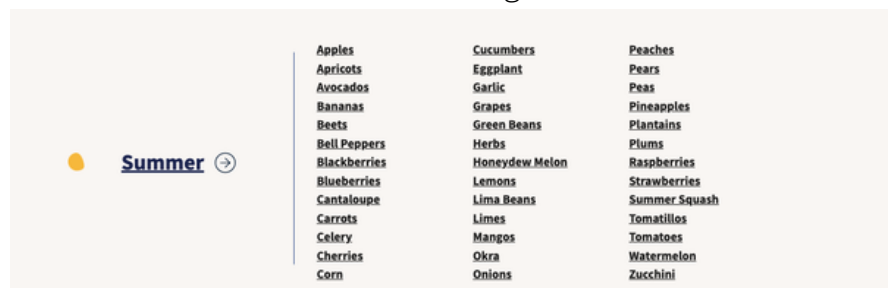 Summer
Apples
Apricots
Avocados
Bananas
Beets
Bell Peppers
Blackberries
Blueberries
Cantaloupe
Carrots
Celery
Cherries
Corn
Cucumbers
Eggplant
Garlic
Grapes
Green Beans
Herbs
Honeydew Melon
Lemons
Lima Beans
Limes
Mangos
Okra
Onions
Peaches
Pears
Peas
Pineapples
Plantains
Plums
Raspberries
Strawberries
Summer Squash
Tomatillos
Tomatoes
Watermelon
Zucchini